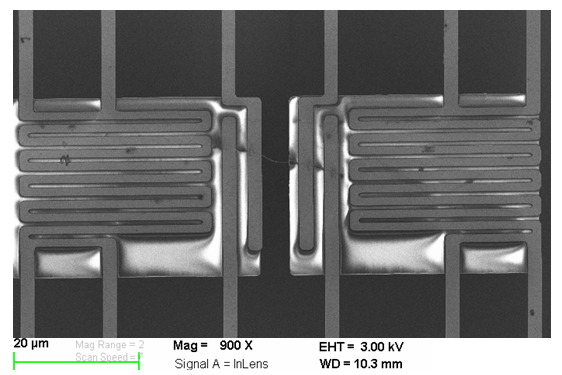 20 µm
Mag Range = 2
Scan Speed =
Mag = 900 X
Signal A = InLens
EHT = 3.00 kV
WD = 10.3 mm